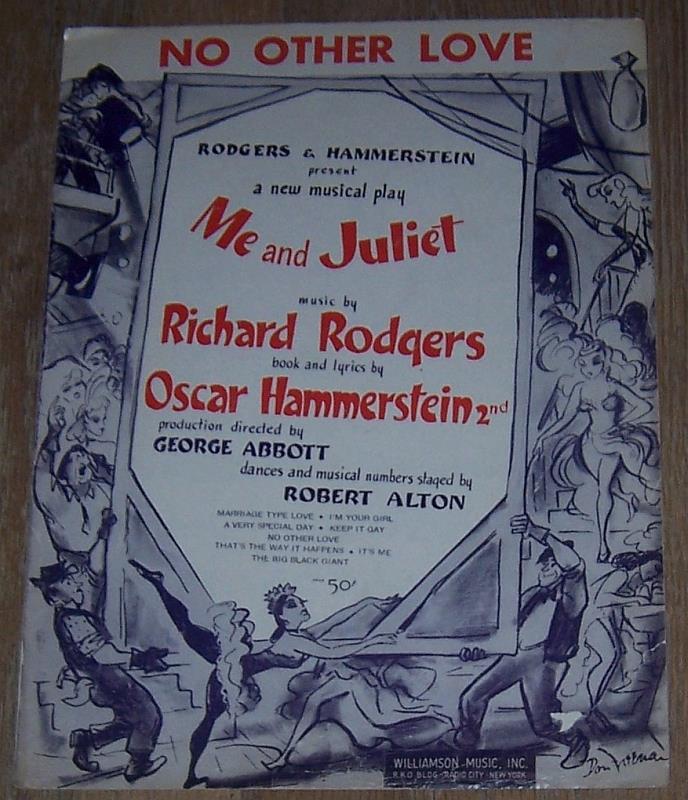 NO OTHER LOVE
RODGERS & HAMMERSTEIN
present
a new musical play
Me and Juliet
music by
Richard Rodgers
book and lyrics by
Oscar Hammerstein 2nd
production directed by
GEORGE ABBOTT
dances and musical numbers staged by
ROBERT ALTON
MARRIAGE TYPE LOVE • I'M YOUR GIRL
A VERY SPECIAL DAY • KEEP IT GAY
NO OTHER LOVE
THAT'S THE WAY IT HAPPENS • IT'S ME
THE BIG BLACK GIANT
50¢
WILLIAMSON MUSIC, INC.
R.K.O BLDG - RADIO CITY - NEW YORK
Don